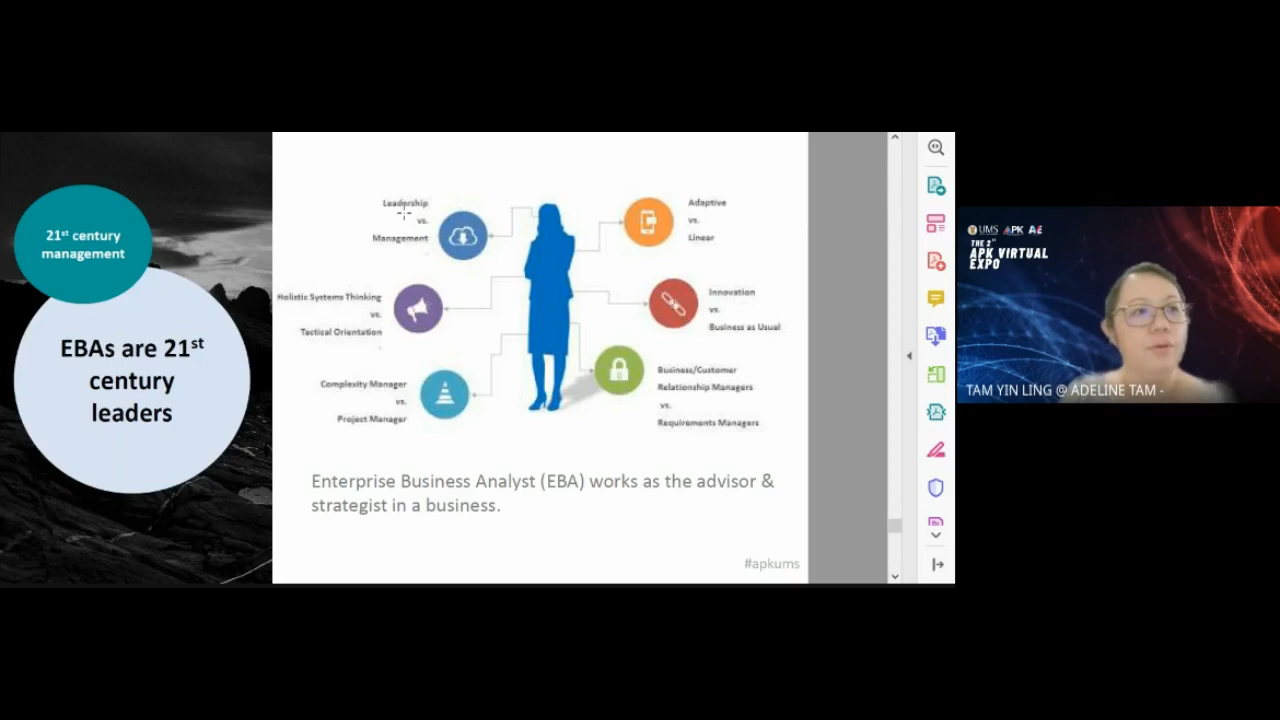 21st century
management
EBAs are 21st
century
leaders
Leadership
vs.
Management
Holistic Systems Thinking
vs.
Tactical Orientation
Complexity Manager
vs.
Project Manager
Adaptive
vs.
Linear
Innovation
vs.
Business as Usual
Business/Customer
Relationship Managers
vs.
Requirements Managers
Enterprise Business Analyst (EBA) works as the advisor &
strategist in a business.
#apkums
UMS APK
THE 2nd
APK VIRTUAL
EXPO
TAM YIN LING @ ADELINE TAM -